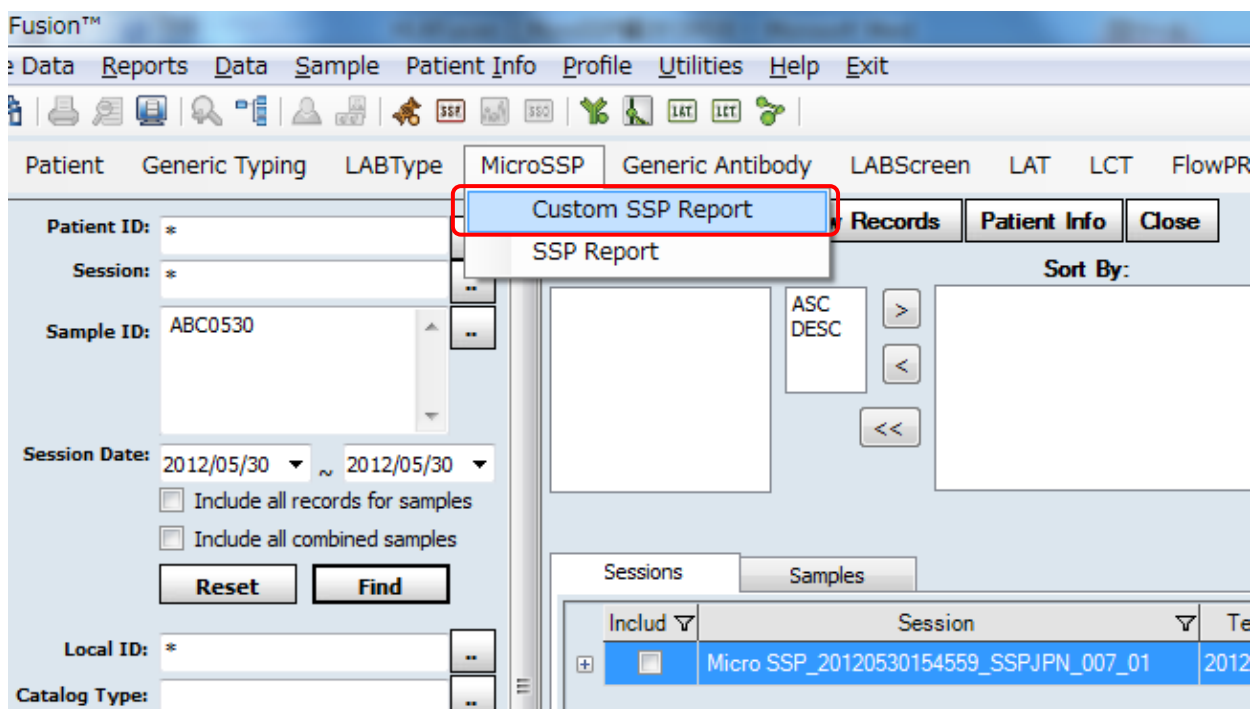 Fusion™
e Data Reports Data Sample Patient Info Profile Utilities Help Exit
SSP SSO LAT LCT
Patient Generic Typing LABType MicroSSP Generic Antibody LABScreen LAT LCT FlowPR
Custom SSP Report
SSP Report
Records Patient Info Close
Patient ID: *
Session: * ..
Sort By:
Sample ID: ABC0530 ..
ASC
DESC
>
<
<<
Session Date: 2012/05/30 ~ 2012/05/30
Include all records for samples
Include all combined samples
Reset Find
Sessions Samples
Includ Session Te
Local ID: * ..
Micro SSP_20120530154559_SSPJPN_007_01 2012
Catalog Type: ..